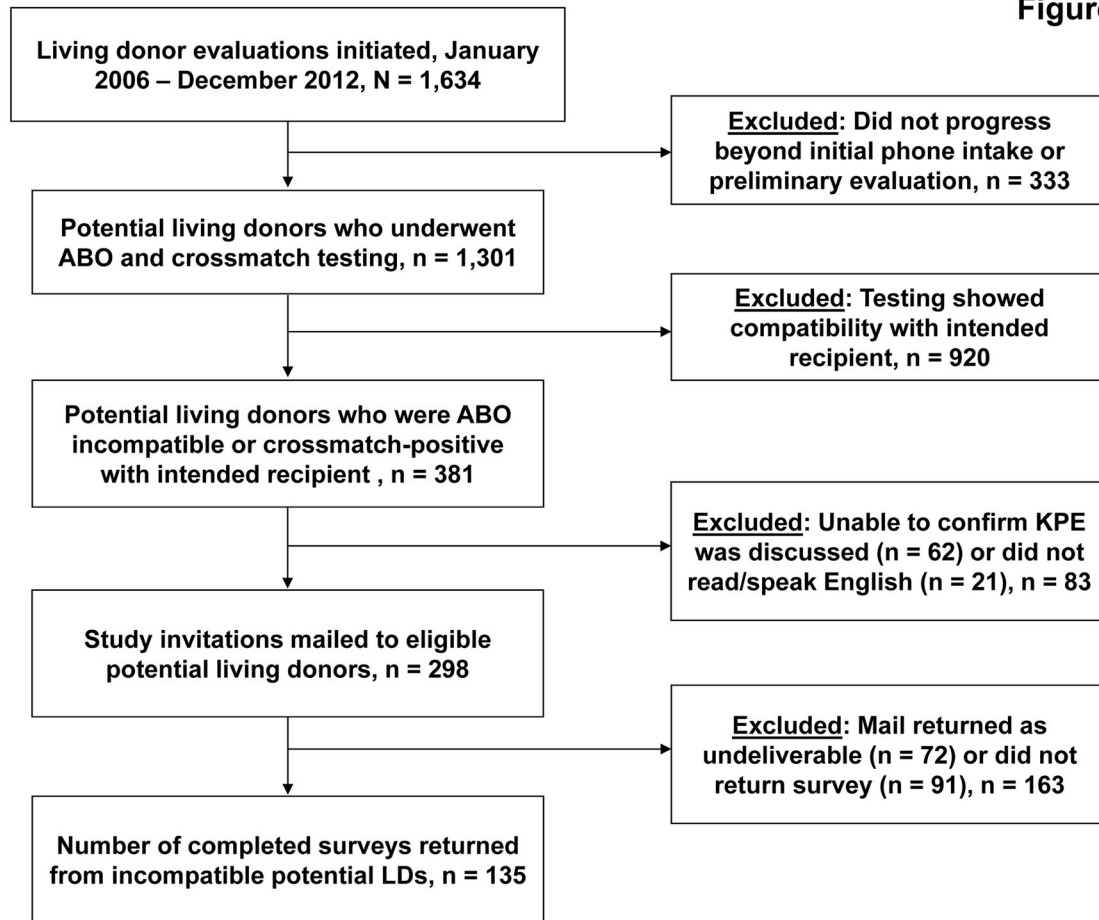 Figure
Living donor evaluations initiated, January
2006 – December 2012, N = 1,634
Excluded: Did not progress
beyond initial phone intake or
preliminary evaluation, n = 333
Potential living donors who underwent
ABO and crossmatch testing, n = 1,301
Excluded: Testing showed
compatibility with intended
recipient, n = 920
Potential living donors who were ABO
incompatible or crossmatch-positive
with intended recipient , n = 381
Excluded: Unable to confirm KPE
was discussed (n = 62) or did not
read/speak English (n = 21), n = 83
Study invitations mailed to eligible
potential living donors, n = 298
Excluded: Mail returned as
undeliverable (n = 72) or did not
return survey (n = 91), n = 163
Number of completed surveys returned
from incompatible potential LDs, n = 135